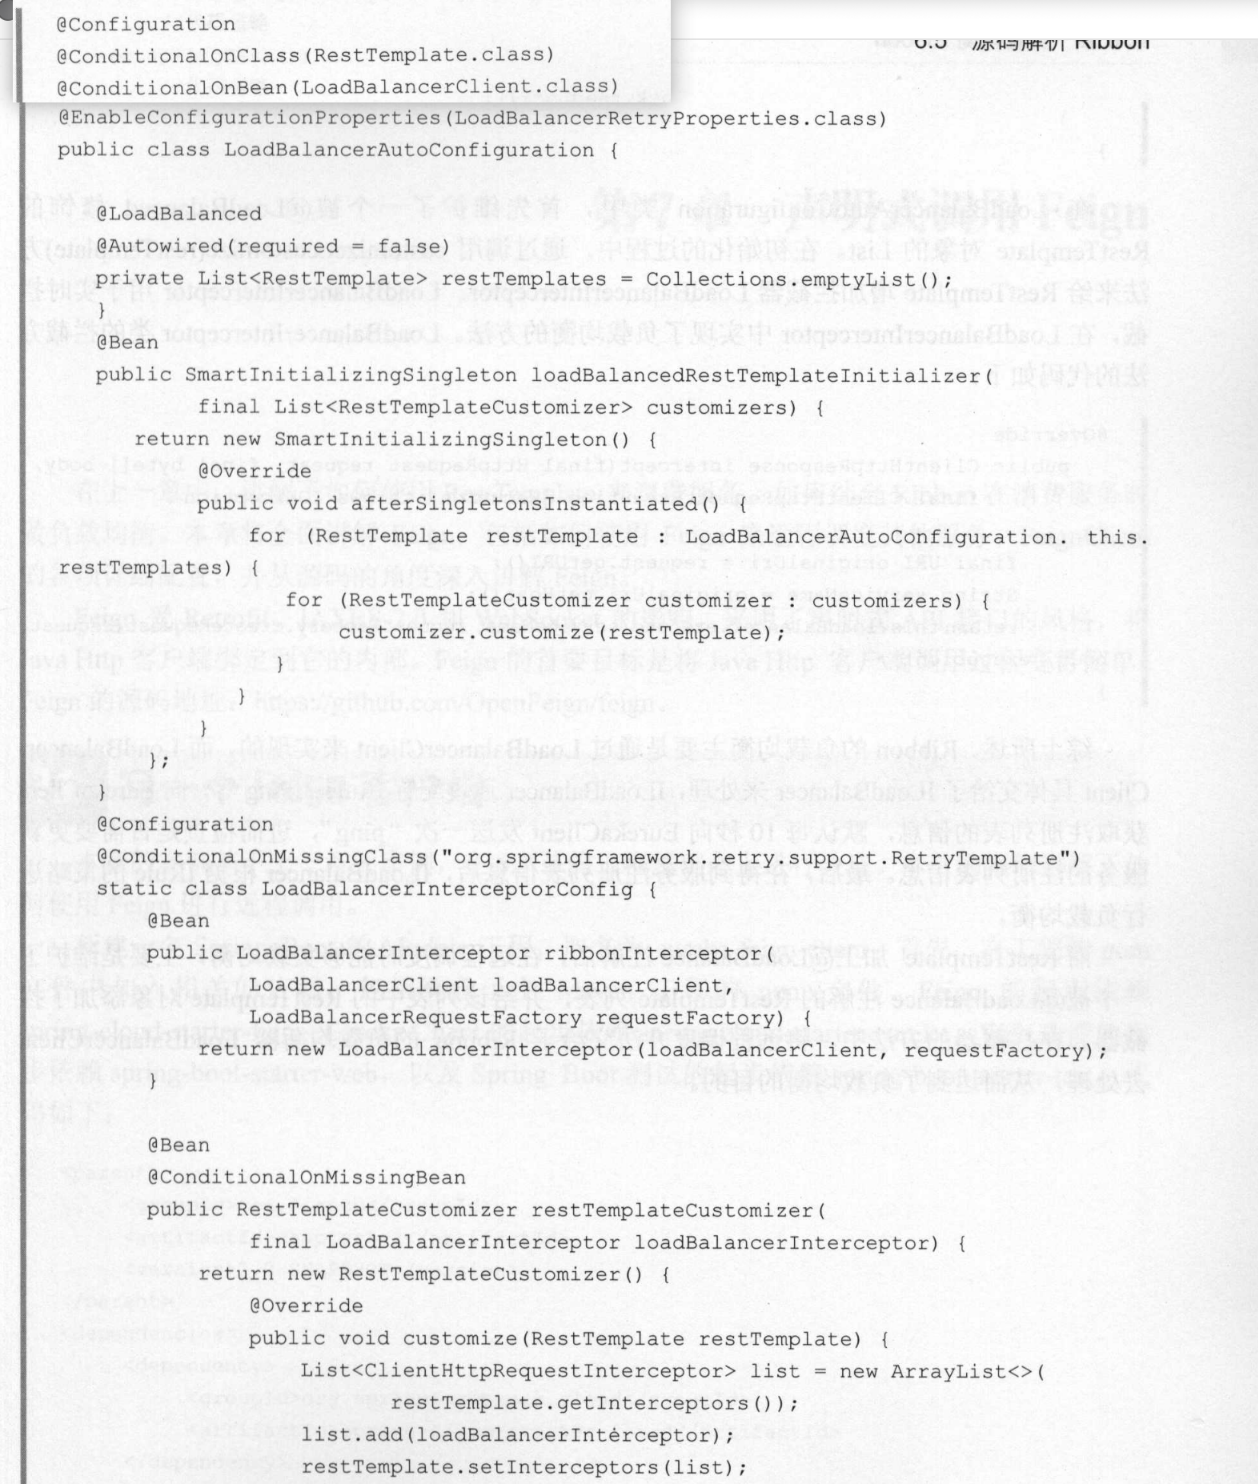 @Configuration
@ConditionalOnClass(RestTemplate.class)
@ConditionalOnBean(LoadBalancerClient.class)
6.5 源码解析 Ribbon
@EnableConfigurationProperties(LoadBalancerRetryProperties.class)
public class LoadBalancerAutoConfiguration {
@LoadBalanced
@Autowired(required = false)
private List<RestTemplate> restTemplates = Collections.emptyList();
}
@Bean
public SmartInitializingSingleton loadBalancedRestTemplateInitializer(
final List<RestTemplateCustomizer> customizers) {
return new SmartInitializingSingleton() {
@Override
public void afterSingletonsInstantiated() {
for (RestTemplate restTemplate : LoadBalancerAutoConfiguration.this.
restTemplates) {
for (RestTemplateCustomizer customizer : customizers) {
customizer.customize(restTemplate);
}
}
}
};
}
@Configuration
@ConditionalOnMissingClass("org.springframework.retry.support.RetryTemplate")
static class LoadBalancerInterceptorConfig {
@Bean
public LoadBalancerInterceptor ribbonInterceptor(
LoadBalancerClient loadBalancerClient,
LoadBalancerRequestFactory requestFactory) {
return new LoadBalancerInterceptor(loadBalancerClient, requestFactory);
}
@Bean
@ConditionalOnMissingBean
public RestTemplateCustomizer restTemplateCustomizer(
final LoadBalancerInterceptor loadBalancerInterceptor) {
return new RestTemplateCustomizer() {
@Override
public void customize(RestTemplate restTemplate) {
List<ClientHttpRequestInterceptor> list = new ArrayList<>(
restTemplate.getInterceptors());
list.add(loadBalancerInterceptor);
restTemplate.setInterceptors(list);